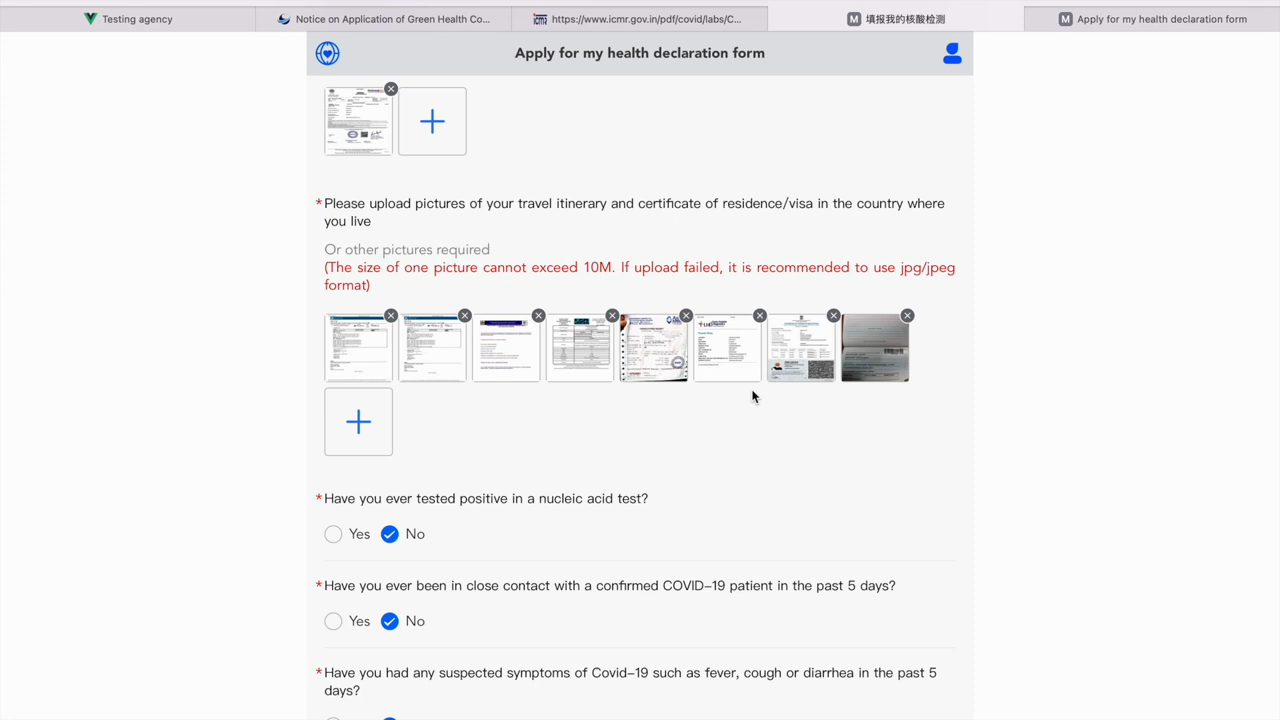 Testing agency
Notice on Application of Green Health Co...
https://www.icmr.gov.in/pdf/covid/labs/C...
填报我的核酸检测
Apply for my health declaration form
Apply for my health declaration form
*Please upload pictures of your travel itinerary and certificate of residence/visa in the country where
you live
Or other pictures required
(The size of one picture cannot exceed 10M. If upload failed, it is recommended to use jpg/jpeg
format)
*Have you ever tested positive in a nucleic acid test?
Yes No
*Have you ever been in close contact with a confirmed COVID-19 patient in the past 5 days?
Yes No
*Have you had any suspected symptoms of Covid-19 such as fever, cough or diarrhea in the past 5
days?